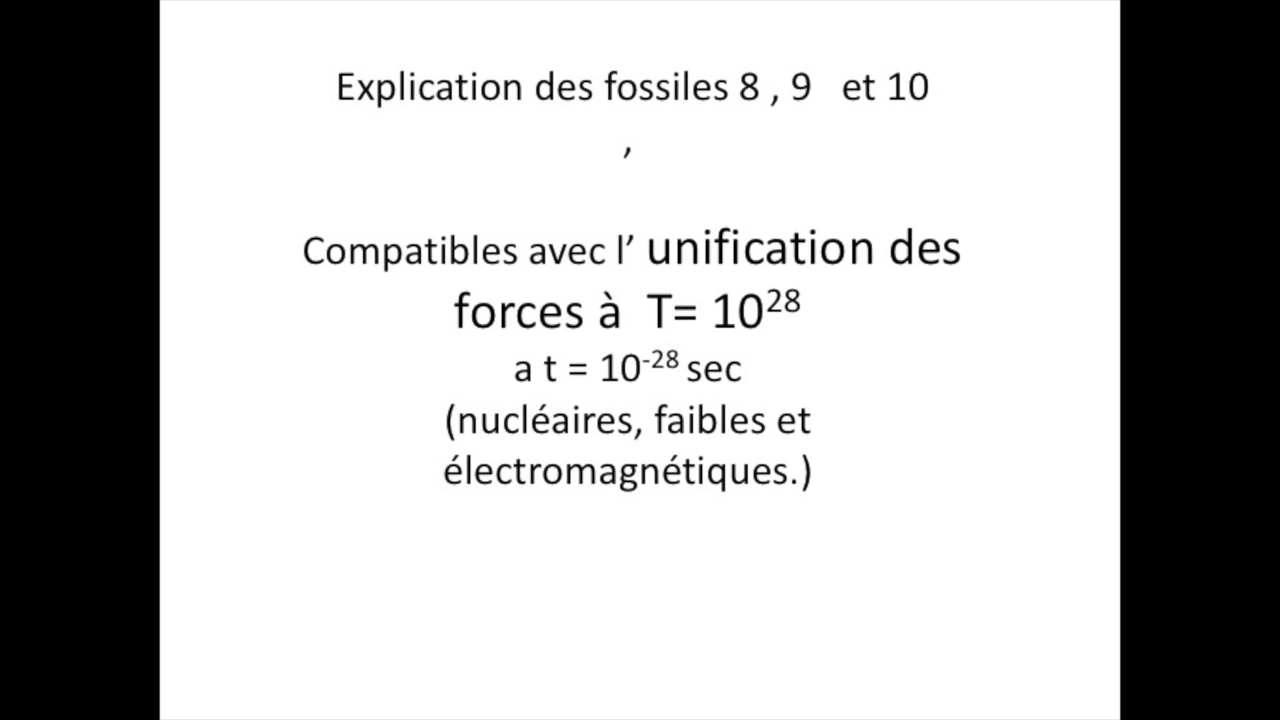 Explication des fossiles 8 , 9   et 10
,
Compatibles avec l’ unification des
forces à  T= 10²⁸
a t = 10⁻²⁸ sec
(nucléaires, faibles et
électromagnétiques.)